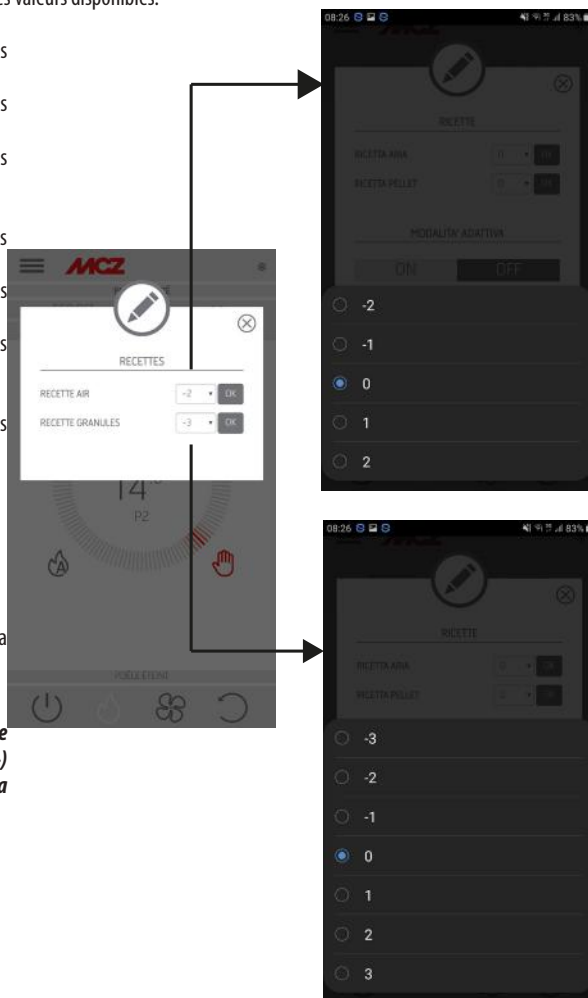 es valeurs disponibles.
s
s
s
s
s
s
s
a
e
)
a
MCZ
RECETTES
RECETTE AIR -2 OK
RECETTE GRANULES -3 OK
14
P2
A
POÊLE ÉTEINT
08:26 83%
RICETTE
RICETTA ARIA 0 OK
RICETTA PELLET 0 OK
MODALITA' ADATTIVA
ON OFF
-2
-1
0
1
2
08:26 83%
RICETTE
RICETTA ARIA 0 OK
RICETTA PELLET 0 OK
-3
-2
-1
0
1
2
3